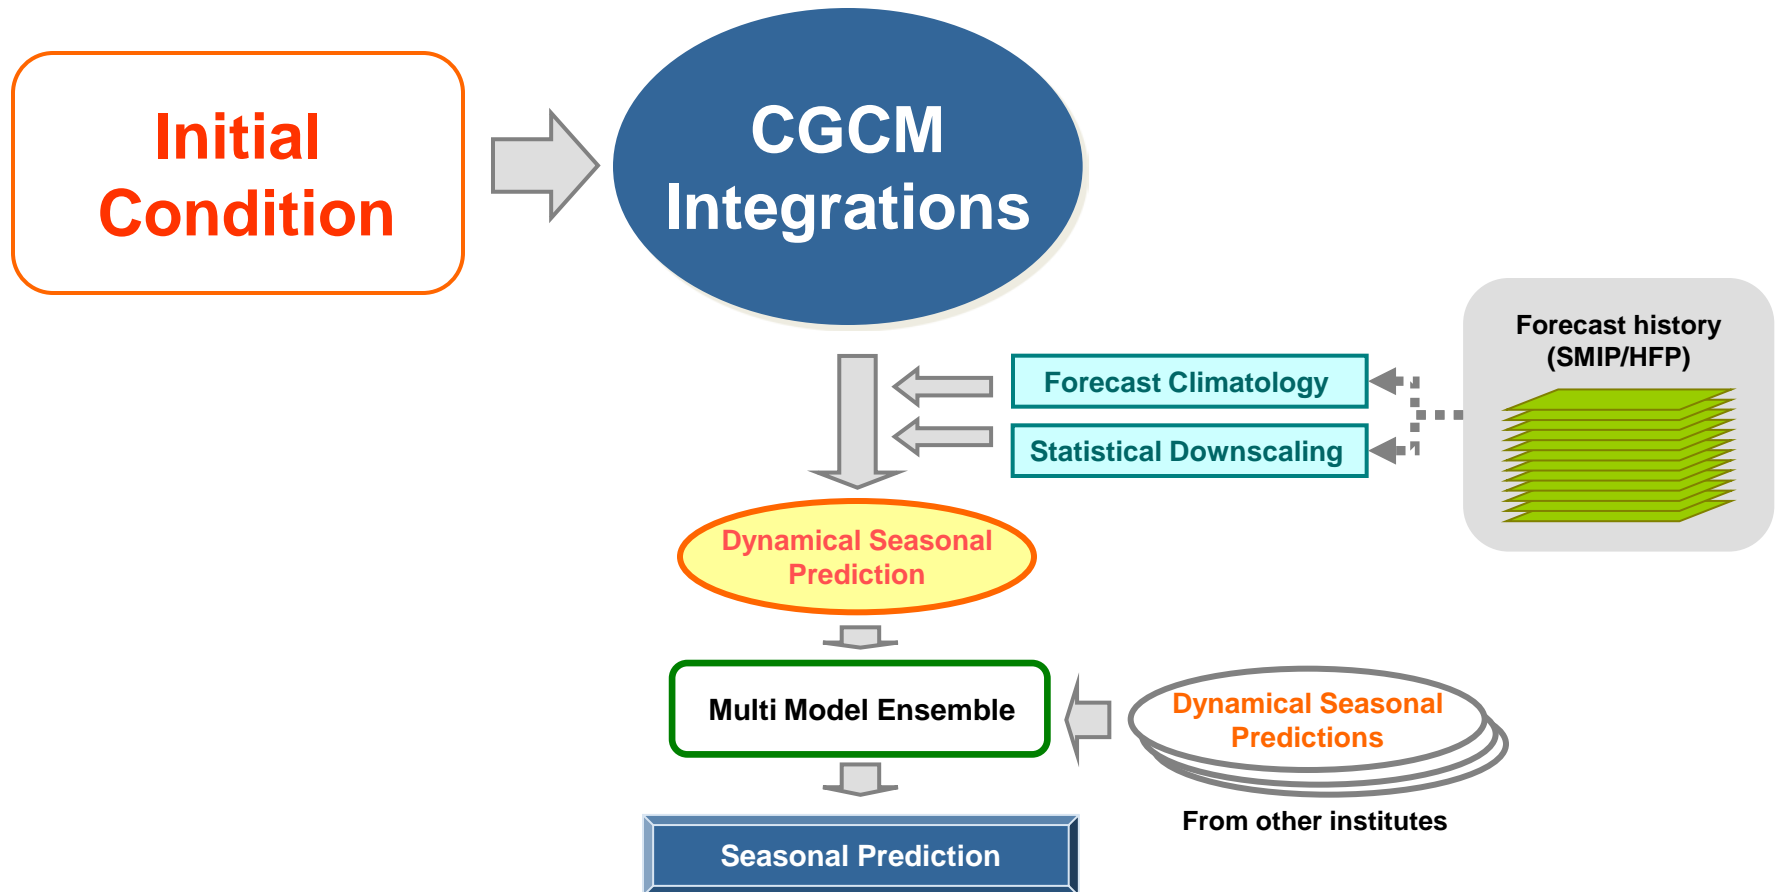 Initial
Condition
CGCM
Integrations
Forecast history
(SMIP/HFP)
Forecast Climatology
Statistical Downscaling
Dynamical Seasonal
Prediction
Multi Model Ensemble
Dynamical Seasonal
Predictions
From other institutes
Seasonal Prediction